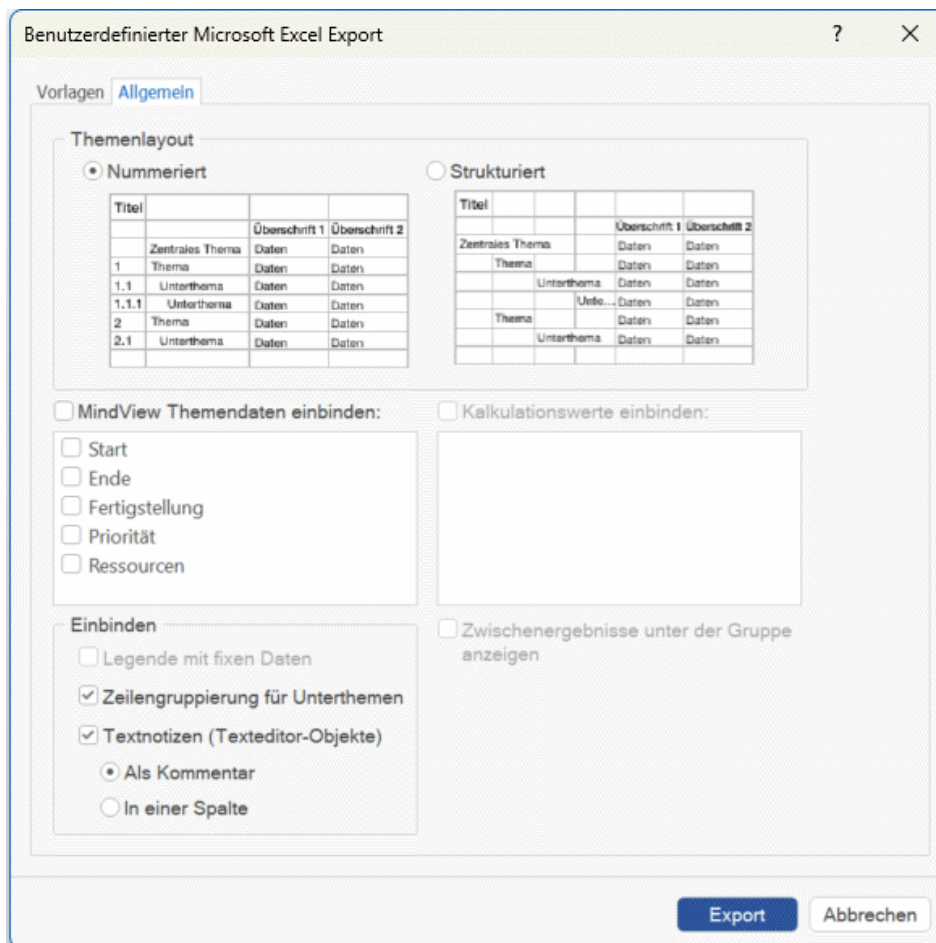 Benutzerdefinierter Microsoft Excel Export ? ×
Vorlagen Allgemein
Themenlayout
Nummeriert
Titel
Überschrift 1 Überschrift 2
Zentrales Thema Daten Daten
1 Thema Daten Daten
1.1 Unterthema Daten Daten
1.1.1 Unterthema Daten Daten
2 Thema Daten Daten
2.1 Unterthema Daten Daten
Strukturiert
Titel
Überschrift 1 Überschrift 2
Zentrales Thema Daten Daten
Thema Daten Daten
Unterthema Daten Daten
Unte... Daten Daten
Thema Daten Daten
Unterthema Daten Daten
MindView Themendaten einbinden:
Start
Ende
Fertigstellung
Priorität
Ressourcen
Kalkulationswerte einbinden:
Einbinden
Legende mit fixen Daten
Zeilengruppierung für Unterthemen
Textnotizen (Texteditor-Objekte)
Als Kommentar
In einer Spalte
Zwischenergebnisse unter der Gruppe
anzeigen
Export Abbrechen